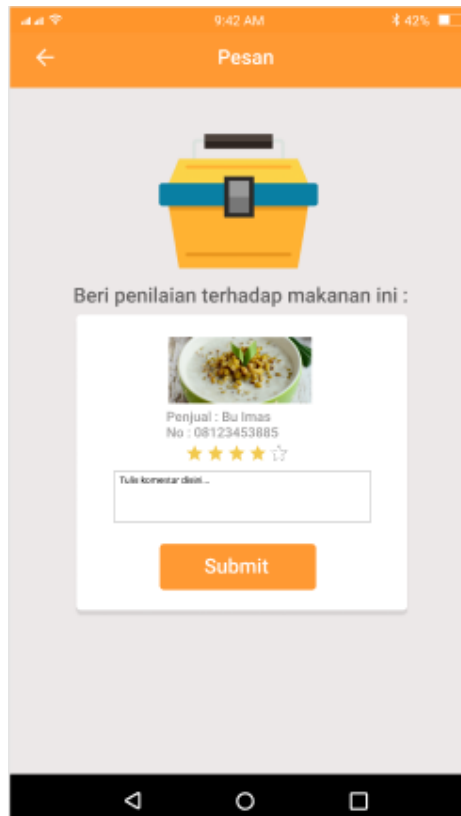 9:42 AM
42%
Pesan
Beri penilaian terhadap makanan ini :
Penjual : Bu Imas
No : 08123453885
Tulis komentar disini...
Submit